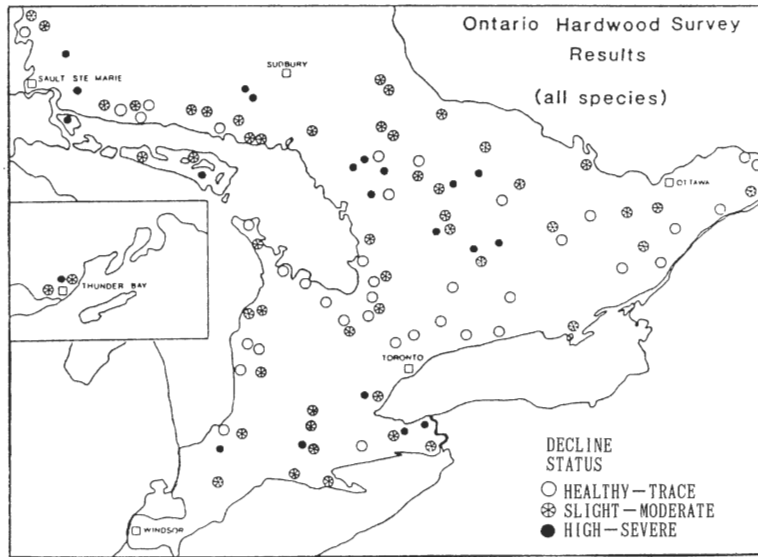 Ontario Hardwood Survey
Results
(all species)
SUDBURY
SAULT STE MARIE
OTTAWA
THUNDER BAY
TORONTO
WINDSOR
DECLINE
STATUS
HEALTHY—TRACE
SLIGHT—MODERATE
HIGH—SEVERE